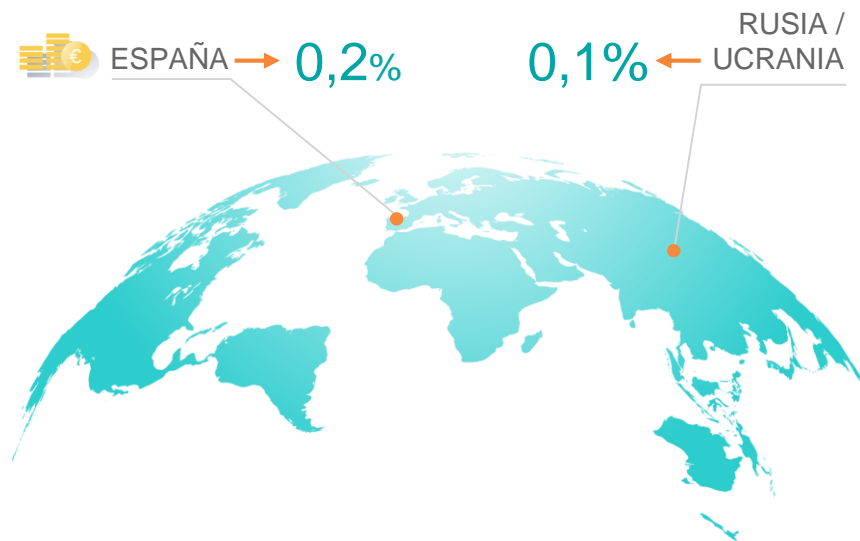 ESPAÑA
0,2%
0,1%
RUSIA /
UCRANIA
€